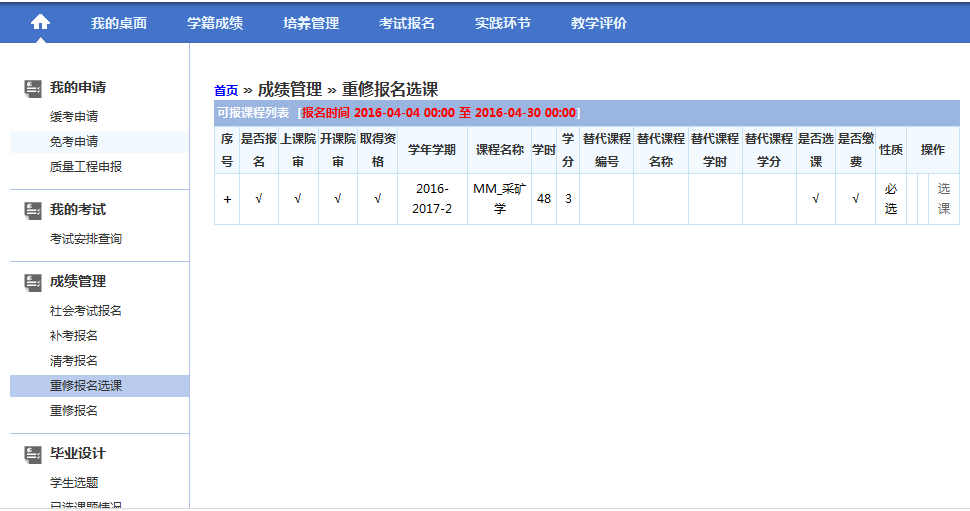 我的桌面 学籍成绩 培养管理 考试报名 实践环节 教学评价
我的申请
缓考申请
免考申请
质量工程申报
我的考试
考试安排查询
成绩管理
社会考试报名
补考报名
清考报名
重修报名选课
重修报名
毕业设计
学生选题
已选课题情况
首页 » 成绩管理 » 重修报名选课
可报课程列表 [报名时间 2016-04-04 00:00 至 2016-04-30 00:00]
序号 是否报名 上课院审 开课院审 取得资格 学年学期 课程名称 学时 学分 替代课程编号 替代课程名称 替代课程学时 替代课程学分 是否选课 是否缴费 性质 操作
+ √ √ √ √ 2016-2017-2 MM_采矿学 48 3 √ √ 必选 选课